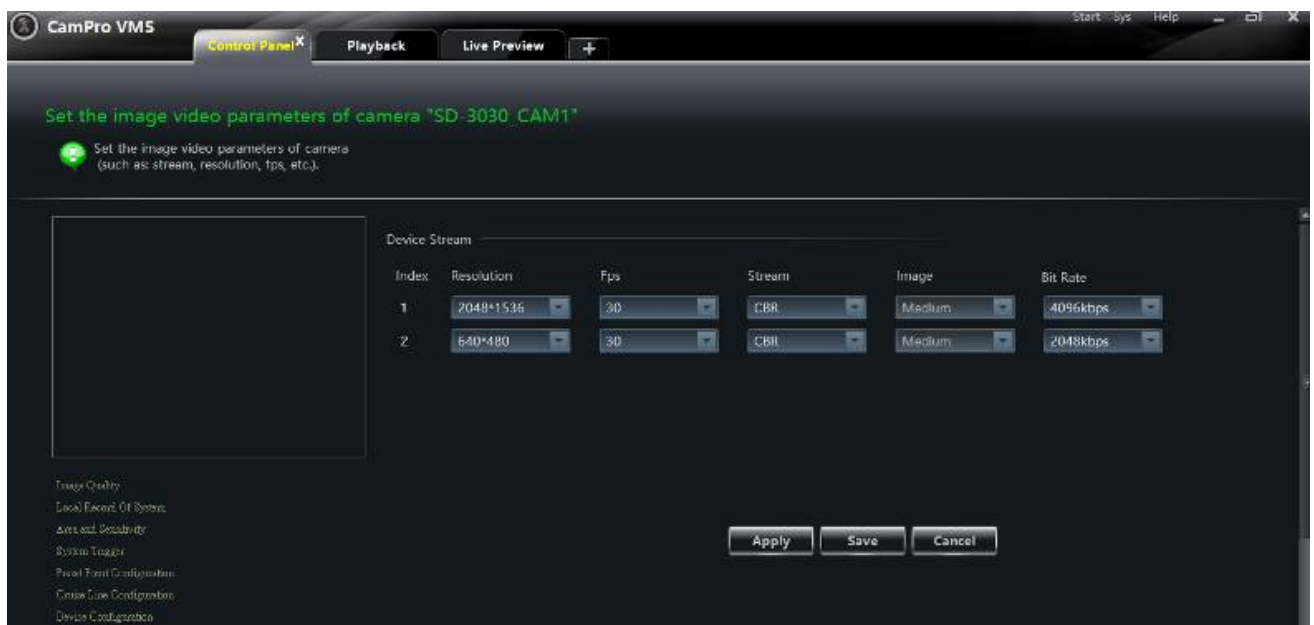 CamPro VMS
Start Sys Help
Control Panel X
Playback
Live Preview
+
Set the image video parameters of camera "SD-3030_CAM1"
Set the image video parameters of camera
(such as: stream, resolution, fps, etc.).
Device Stream
Index Resolution Fps Stream Image Bit Rate
1 2048*1536 30 CBR Medium 4096kbps
2 640*480 30 CBR Medium 2048kbps
Image Quality
Local Record Of System
Area and Sensitivity
System Trigger
Preset Point Configuration
Cruise Line Configuration
Device Configuration
Apply Save Cancel